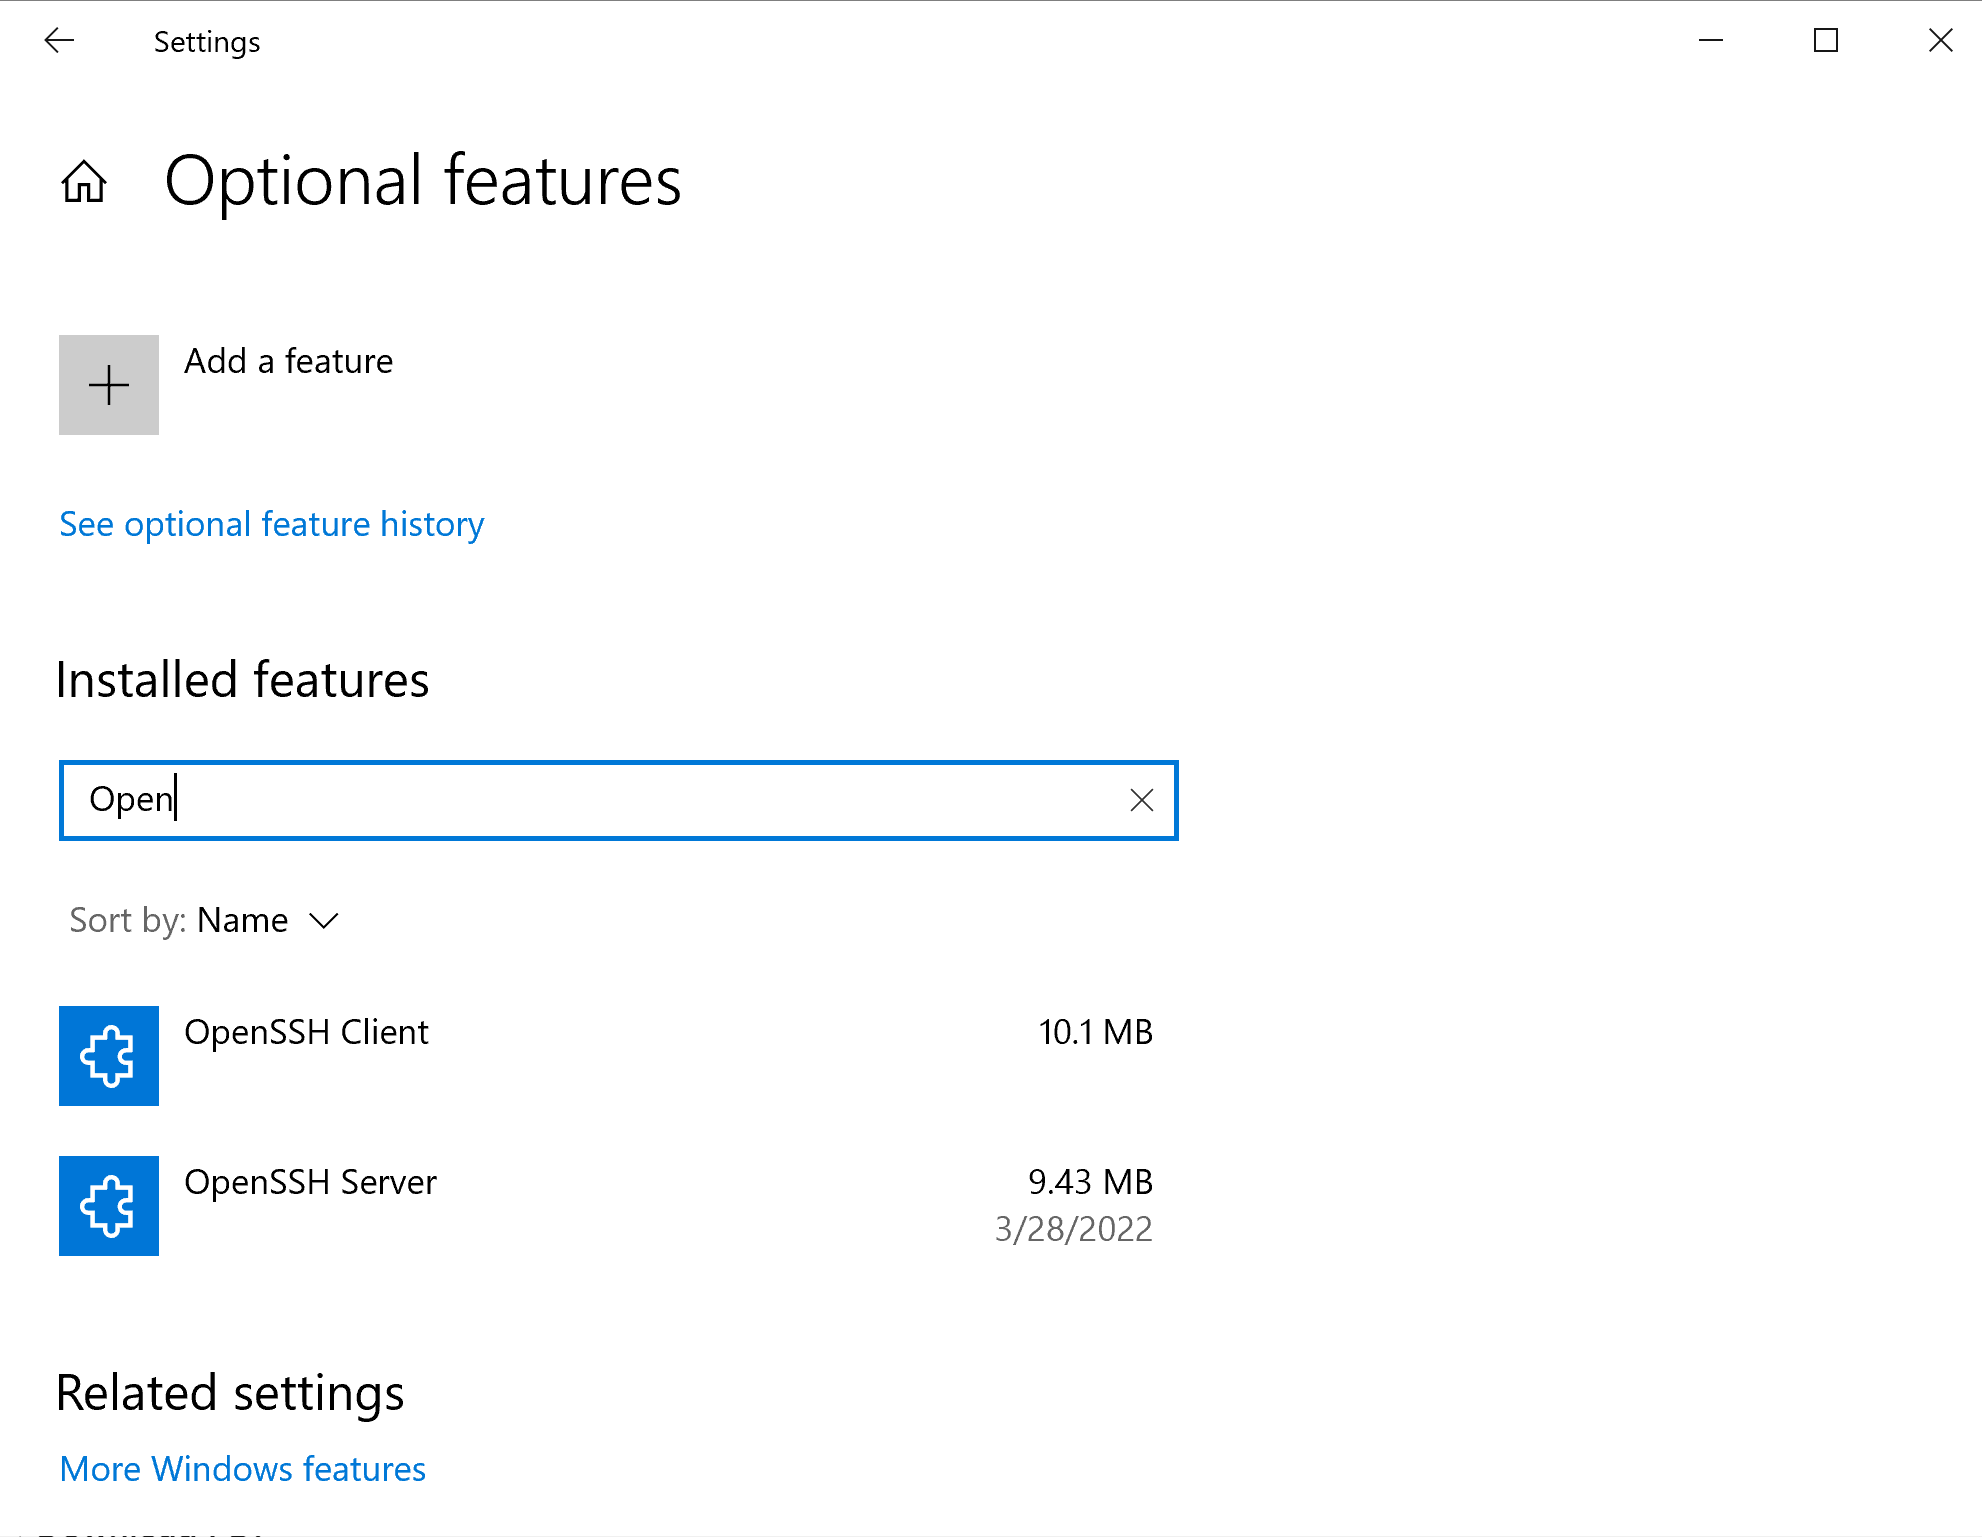 Settings
Optional features
Add a feature
See optional feature history
Installed features
Open
Sort by: Name
OpenSSH Client 10.1 MB
OpenSSH Server 9.43 MB
3/28/2022
Related settings
More Windows features